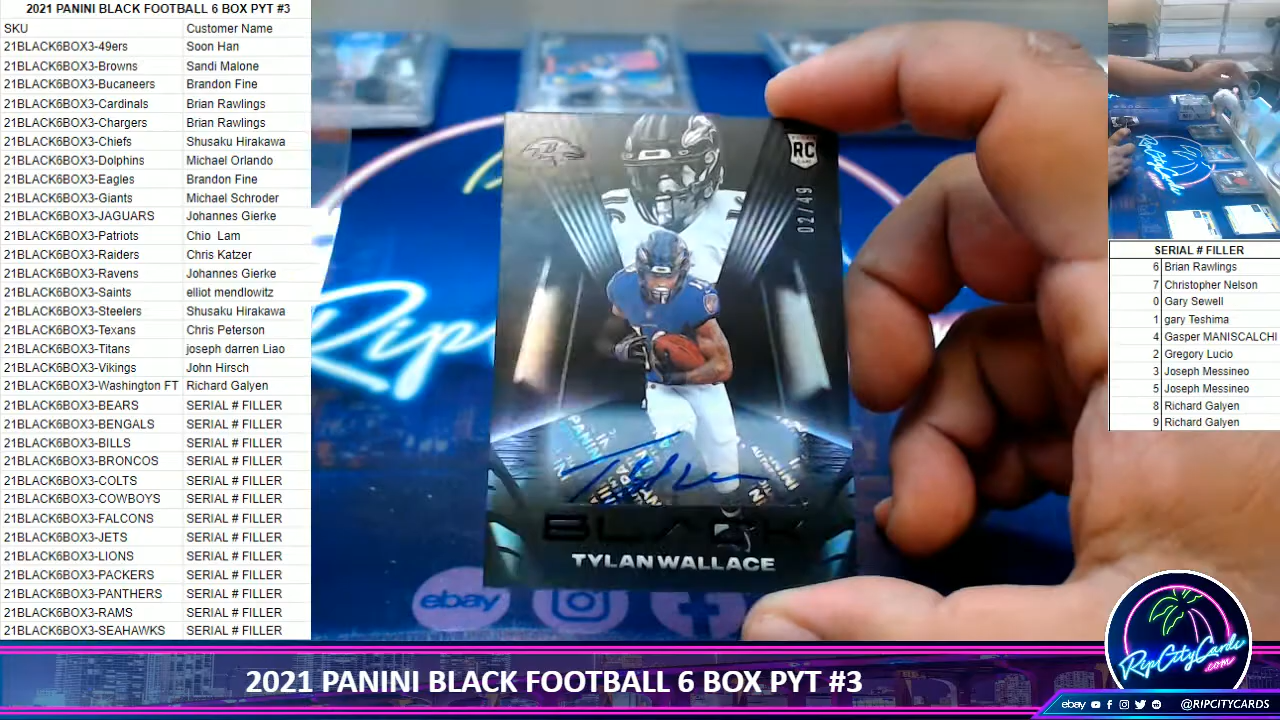 2021 PANINI BLACK FOOTBALL 6 BOX PYT #3
SKU Customer Name
21BLACK6BOX3-49ers Soon Han
21BLACK6BOX3-Browns Sandi Malone
21BLACK6BOX3-Bucaneers Brandon Fine
21BLACK6BOX3-Cardinals Brian Rawlings
21BLACK6BOX3-Chargers Brian Rawlings
21BLACK6BOX3-Chiefs Shusaku Hirakawa
21BLACK6BOX3-Dolphins Michael Orlando
21BLACK6BOX3-Eagles Brandon Fine
21BLACK6BOX3-Giants Michael Schroder
21BLACK6BOX3-JAGUARS Johannes Gierke
21BLACK6BOX3-Patriots Chio Lam
21BLACK6BOX3-Raiders Chris Katzer
21BLACK6BOX3-Ravens Johannes Gierke
21BLACK6BOX3-Saints elliot mendlowitz
21BLACK6BOX3-Steelers Shusaku Hirakawa
21BLACK6BOX3-Texans Chris Peterson
21BLACK6BOX3-Titans joseph darren Liao
21BLACK6BOX3-Vikings John Hirsch
21BLACK6BOX3-Washington FT Richard Galyen
21BLACK6BOX3-BEARS SERIAL # FILLER
21BLACK6BOX3-BENGALS SERIAL # FILLER
21BLACK6BOX3-BILLS SERIAL # FILLER
21BLACK6BOX3-BRONCOS SERIAL # FILLER
21BLACK6BOX3-COLTS SERIAL # FILLER
21BLACK6BOX3-COWBOYS SERIAL # FILLER
21BLACK6BOX3-FALCONS SERIAL # FILLER
21BLACK6BOX3-JETS SERIAL # FILLER
21BLACK6BOX3-LIONS SERIAL # FILLER
21BLACK6BOX3-PACKERS SERIAL # FILLER
21BLACK6BOX3-PANTHERS SERIAL # FILLER
21BLACK6BOX3-RAMS SERIAL # FILLER
21BLACK6BOX3-SEAHAWKS SERIAL # FILLER
RC
02/49
Rip
BLACK
TYLAN WALLACE
ebay
SERIAL # FILLER
6 Brian Rawlings
7 Christopher Nelson
0 Gary Sewell
1 gary Teshima
4 Gasper MANISCALCHI
2 Gregory Lucio
3 Joseph Messineo
5 Joseph Messineo
8 Richard Galyen
9 Richard Galyen
RipCityCards
.com
2021 PANINI BLACK FOOTBALL 6 BOX PYT #3
ebay @RIPCITYCARDS